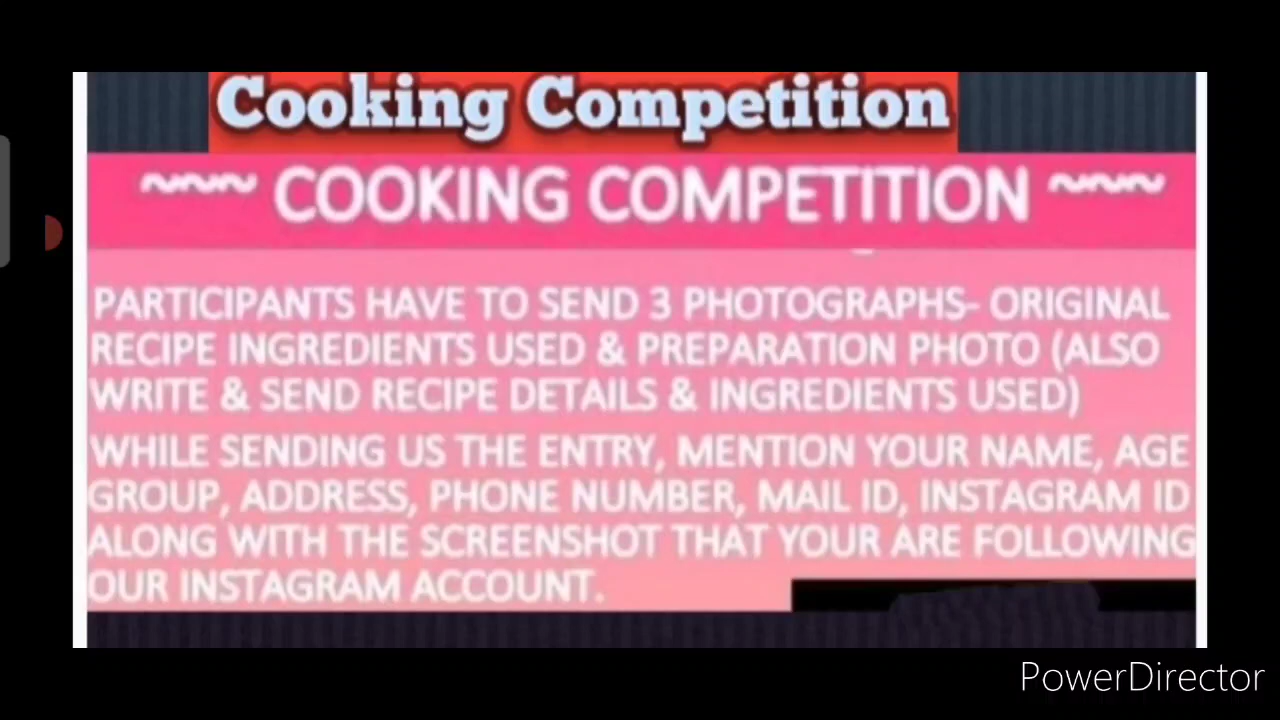 Cooking Competition
~~~ COOKING COMPETITION ~~~
PARTICIPANTS HAVE TO SEND 3 PHOTOGRAPHS- ORIGINAL
RECIPE INGREDIENTS USED & PREPARATION PHOTO (ALSO
WRITE & SEND RECIPE DETAILS & INGREDIENTS USED)
WHILE SENDING US THE ENTRY, MENTION YOUR NAME, AGE
GROUP, ADDRESS, PHONE NUMBER, MAIL ID, INSTAGRAM ID
ALONG WITH THE SCREENSHOT THAT YOUR ARE FOLLOWING
OUR INSTAGRAM ACCOUNT.
PowerDirector